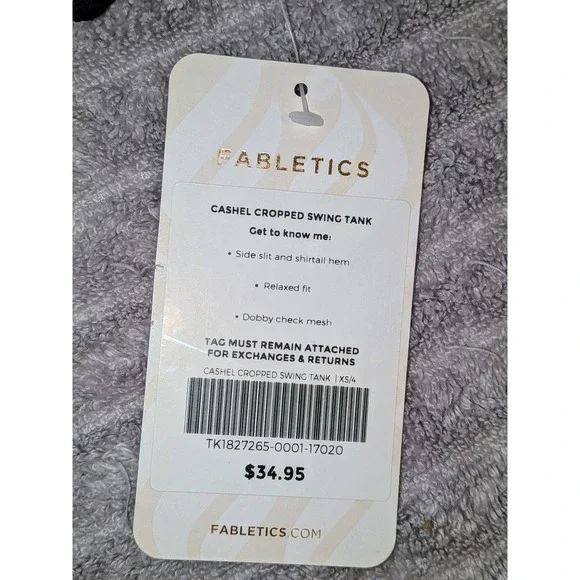 FABLETICS
CASHEL CROPPED SWING TANK
Get to know me:
• Side slit and shirtail hem
• Relaxed fit
• Dobby check mesh
TAG MUST REMAIN ATTACHED
FOR EXCHANGES & RETURNS
CASHEL CROPPED SWING TANK | XS/4
TK1827265-0001-17020
$34.95
FABLETICS.COM